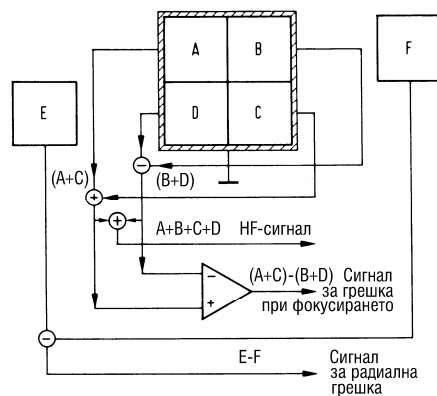 A B F
E D C
(A+C) − (B+D)
+
+ A+B+C+D HF-сигнал
− (A+C)-(B+D) Сигнал
+ за грешка
при фокусирането
− E-F Сигнал
за радиална
грешка